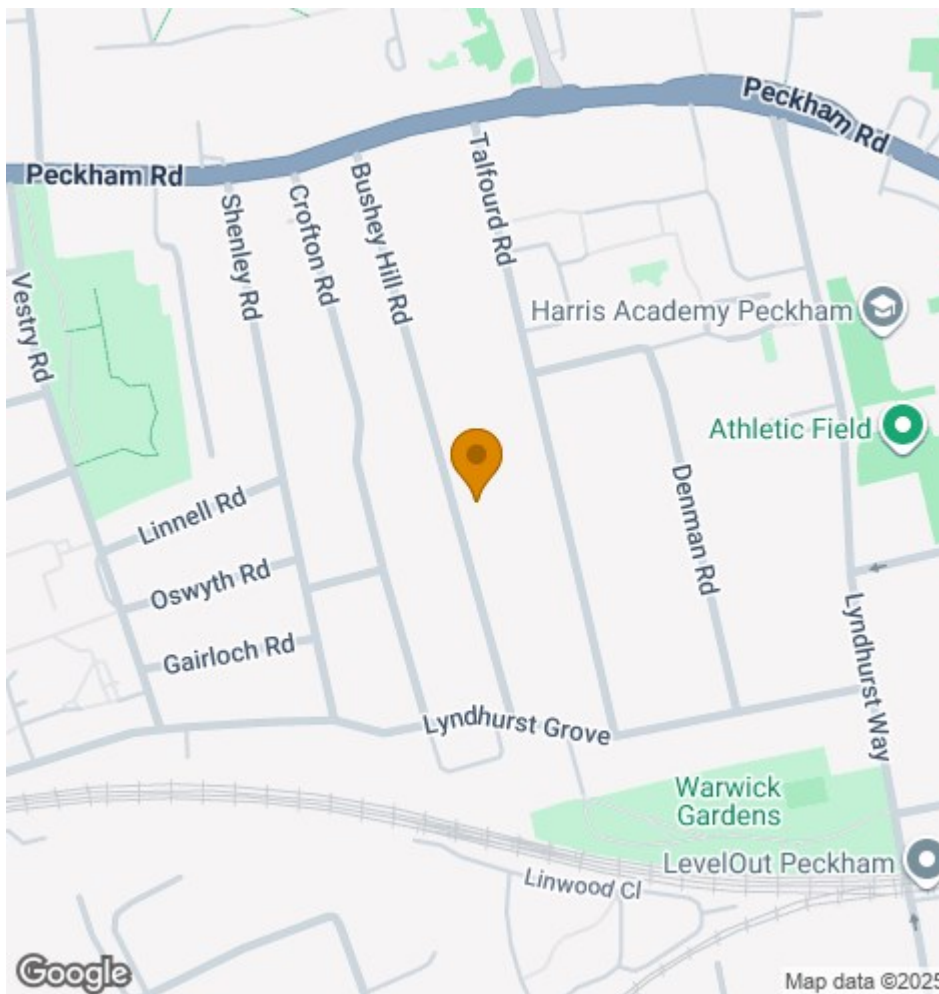 Peckham Rd
Peckham Rd
Talfourd Rd
Bushey Hill Rd
Crofton Rd
Shenley Rd
Vestry Rd
Harris Academy Peckham
Athletic Field
Denman Rd
Linnell Rd
Oswyth Rd
Gairloch Rd
Lyndhurst Way
Lyndhurst Grove
Warwick
Gardens
LevelOut Peckham
Linwood Cl
Google
Map data ©2025